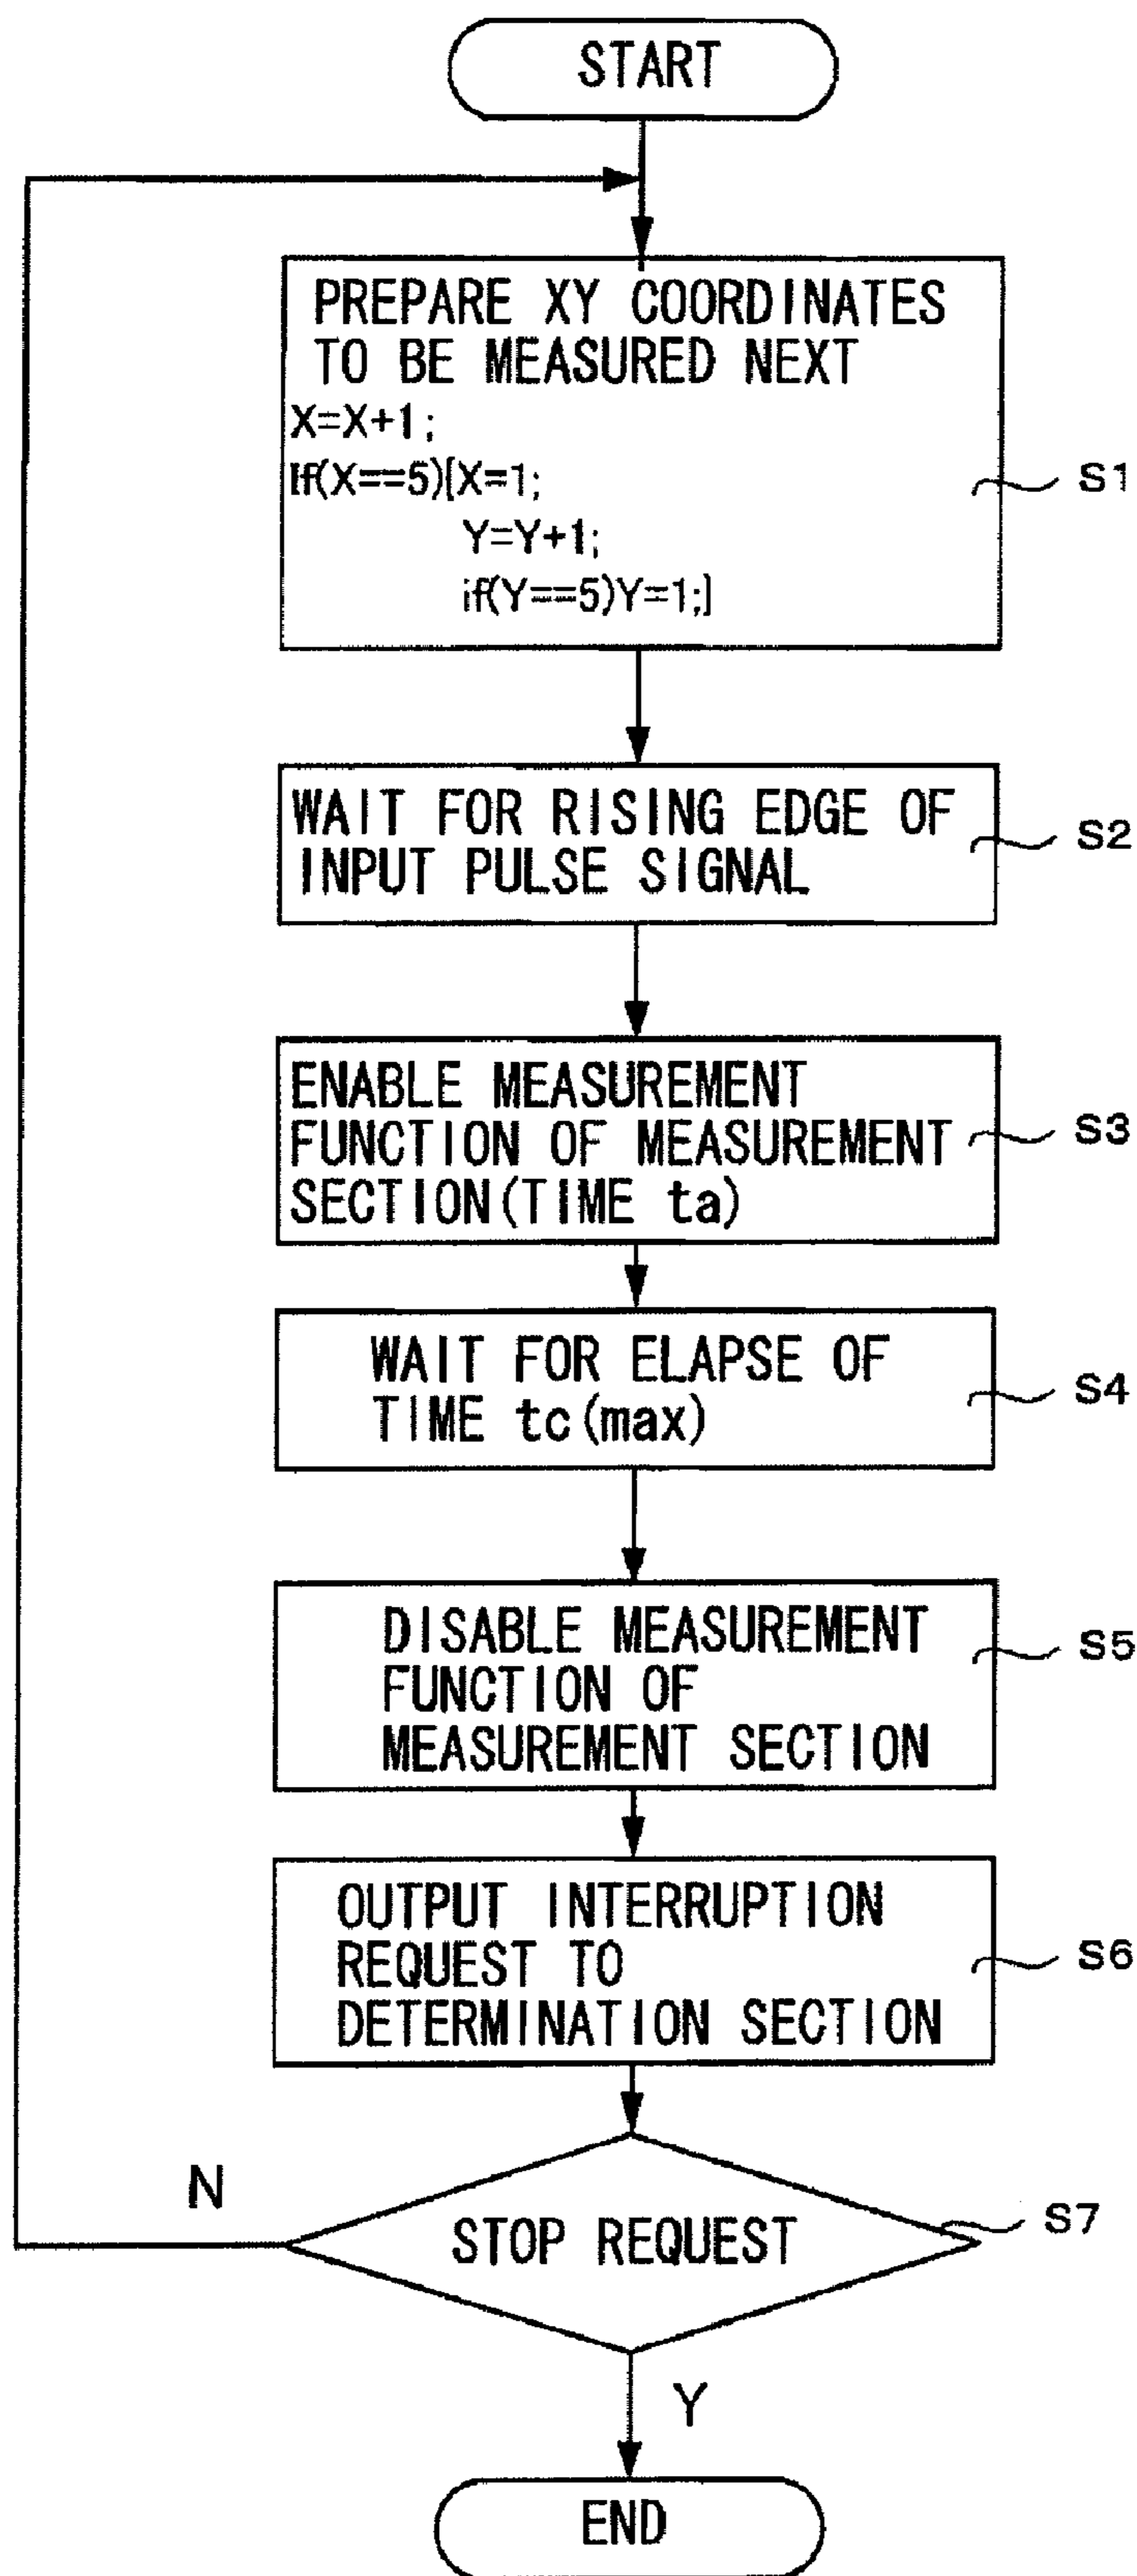 START
PREPARE XY COORDINATES
TO BE MEASURED NEXT
X=X+1;
If(X==5)[X=1;
Y=Y+1;
if(Y==5)Y=1;]
S1
WAIT FOR RISING EDGE OF
INPUT PULSE SIGNAL
S2
ENABLE MEASUREMENT
FUNCTION OF MEASUREMENT
SECTION(TIME ta)
S3
WAIT FOR ELAPSE OF
TIME tc(max)
S4
DISABLE MEASUREMENT
FUNCTION OF
MEASUREMENT SECTION
S5
OUTPUT INTERRUPTION
REQUEST TO
DETERMINATION SECTION
S6
N
STOP REQUEST
S7
Y
END